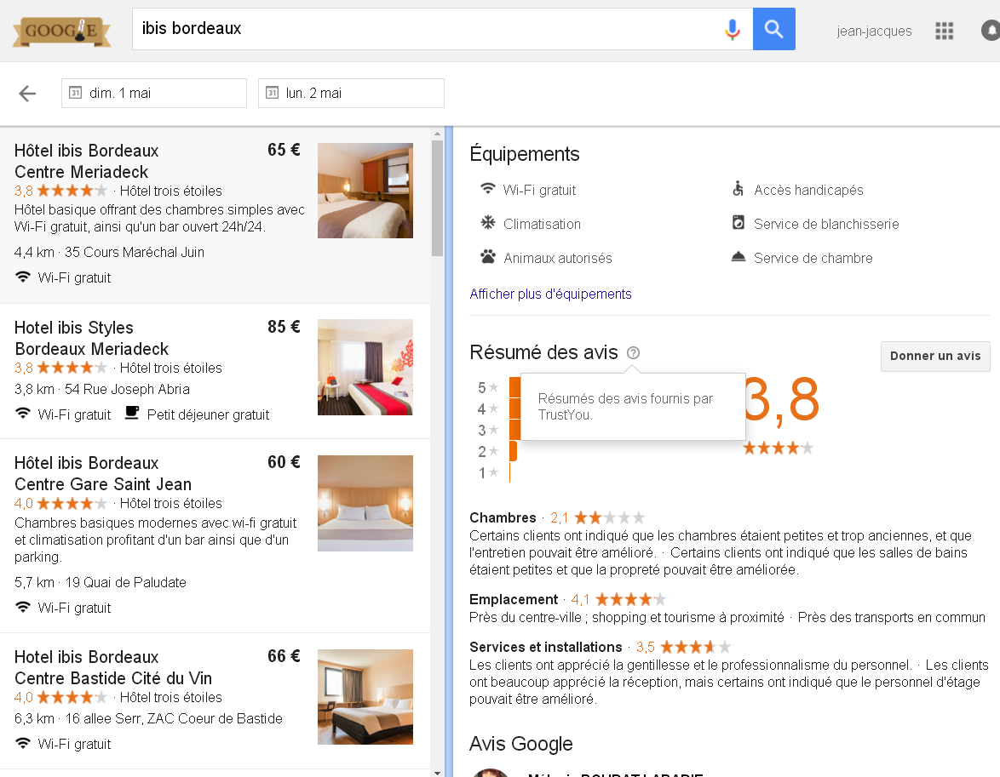 GOOGLE
ibis bordeaux
jean-jacques
31 dim. 1 mai
31 lun. 2 mai
Hôtel ibis Bordeaux
Centre Meriadeck
65 €
3,8 ★★★★★ · Hôtel trois étoiles
Hôtel basique offrant des chambres simples avec
Wi-Fi gratuit, ainsi qu'un bar ouvert 24h/24.
4,4 km · 35 Cours Maréchal Juin
Wi-Fi gratuit
Hotel ibis Styles
Bordeaux Meriadeck
85 €
3,8 ★★★★★ · Hôtel trois étoiles
3,8 km · 54 Rue Joseph Abria
Wi-Fi gratuit Petit déjeuner gratuit
Hôtel ibis Bordeaux
Centre Gare Saint Jean
60 €
4,0 ★★★★★ · Hôtel trois étoiles
Chambres basiques modernes avec wi-fi gratuit
et climatisation profitant d'un bar ainsi que d'un
parking.
5,7 km · 19 Quai de Paludate
Wi-Fi gratuit
Hotel ibis Bordeaux
Centre Bastide Cité du Vin
66 €
4,0 ★★★★★ · Hôtel trois étoiles
6,3 km · 16 allee Serr, ZAC Coeur de Bastide
Wi-Fi gratuit
Équipements
Wi-Fi gratuit
Accès handicapés
Climatisation
Service de blanchisserie
Animaux autorisés
Service de chambre
Afficher plus d'équipements
Résumé des avis ?
Donner un avis
5 ★
4 ★
3 ★
2 ★
1 ★
Résumés des avis fournis par
TrustYou.
3,8
★★★★★
Chambres · 2,1 ★★★★★
Certains clients ont indiqué que les chambres étaient petites et trop anciennes, et que
l'entretien pouvait être amélioré. · Certains clients ont indiqué que les salles de bains
étaient petites et que la propreté pouvait être améliorée.
Emplacement · 4,1 ★★★★★
Près du centre-ville ; shopping et tourisme à proximité · Près des transports en commun
Services et installations · 3,5 ★★★★★
Les clients ont apprécié la gentillesse et le professionnalisme du personnel. · Les clients
ont beaucoup apprécié la réception, mais certains ont indiqué que le personnel d'étage
pouvait être amélioré.
Avis Google